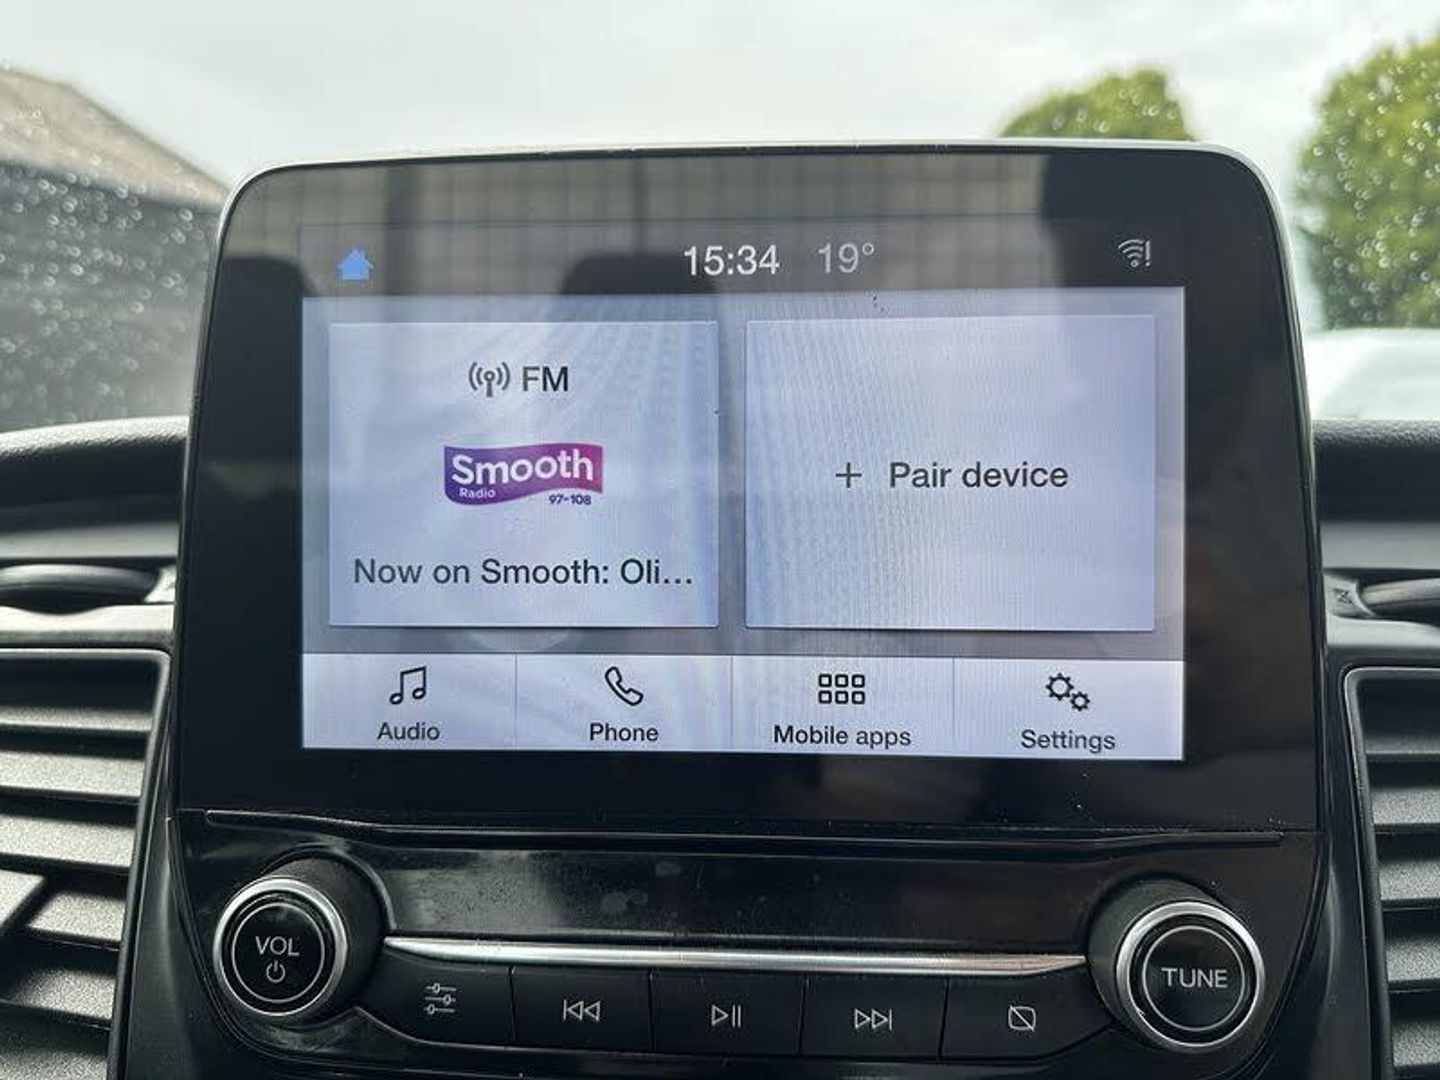 15:34 19°
FM
Smooth
Radio
97-108
Now on Smooth: Oli...
+ Pair device
Audio
Phone
Mobile apps
Settings
VOL
TUNE